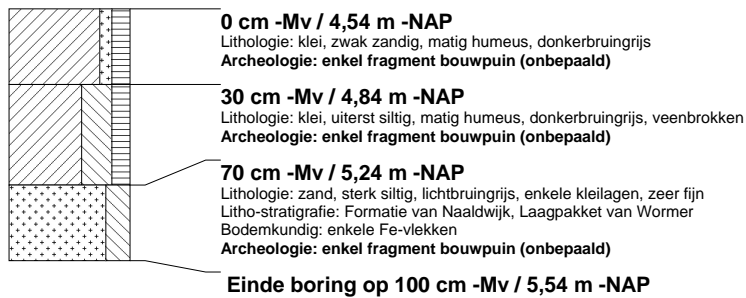 0 cm -Mv / 4,54 m -NAP
Lithologie: klei, zwak zandig, matig humeus, donkerbruingrijs
Archeologie: enkel fragment bouwpuin (onbepaald)
30 cm -Mv / 4,84 m -NAP
Lithologie: klei, uiterst siltig, matig humeus, donkerbruingrijs, veenbrokken
Archeologie: enkel fragment bouwpuin (onbepaald)
70 cm -Mv / 5,24 m -NAP
Lithologie: zand, sterk siltig, lichtbruingrijs, enkele kleilagen, zeer fijn
Litho-stratigrafie: Formatie van Naaldwijk, Laagpakket van Wormer
Bodemkundig: enkele Fe-vlekken
Archeologie: enkel fragment bouwpuin (onbepaald)
Einde boring op 100 cm -Mv / 5,54 m -NAP